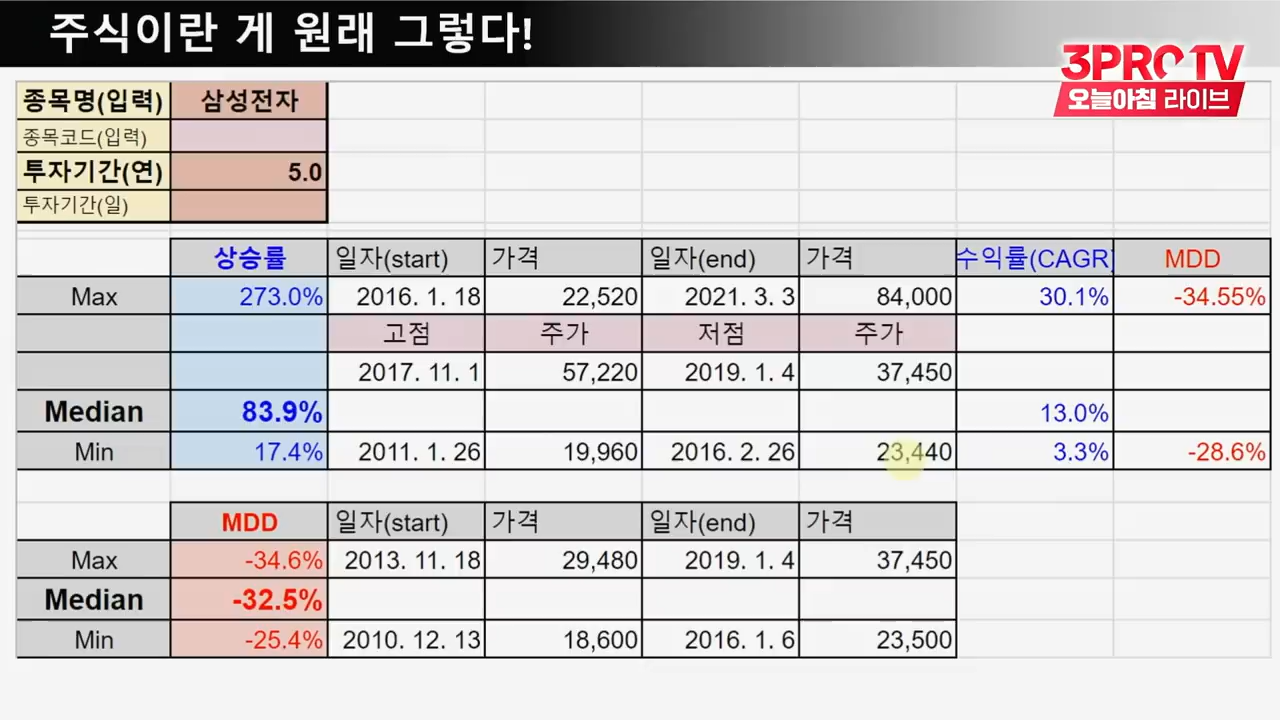 주식이란 게 원래 그렇다!
3PROTV
오늘아침 라이브
종목명(입력) 삼성전자
종목코드(입력)
투자기간(연) 5.0
투자기간(일)
상승률 일자(start) 가격 일자(end) 가격 수익률(CAGR) MDD
Max 273.0% 2016. 1. 18 22,520 2021. 3. 3 84,000 30.1% -34.55%
고점 주가 저점 주가
2017. 11. 1 57,220 2019. 1. 4 37,450
Median 83.9% 13.0%
Min 17.4% 2011. 1. 26 19,960 2016. 2. 26 23,440 3.3% -28.6%
MDD 일자(start) 가격 일자(end) 가격
Max -34.6% 2013. 11. 18 29,480 2019. 1. 4 37,450
Median -32.5%
Min -25.4% 2010. 12. 13 18,600 2016. 1. 6 23,500